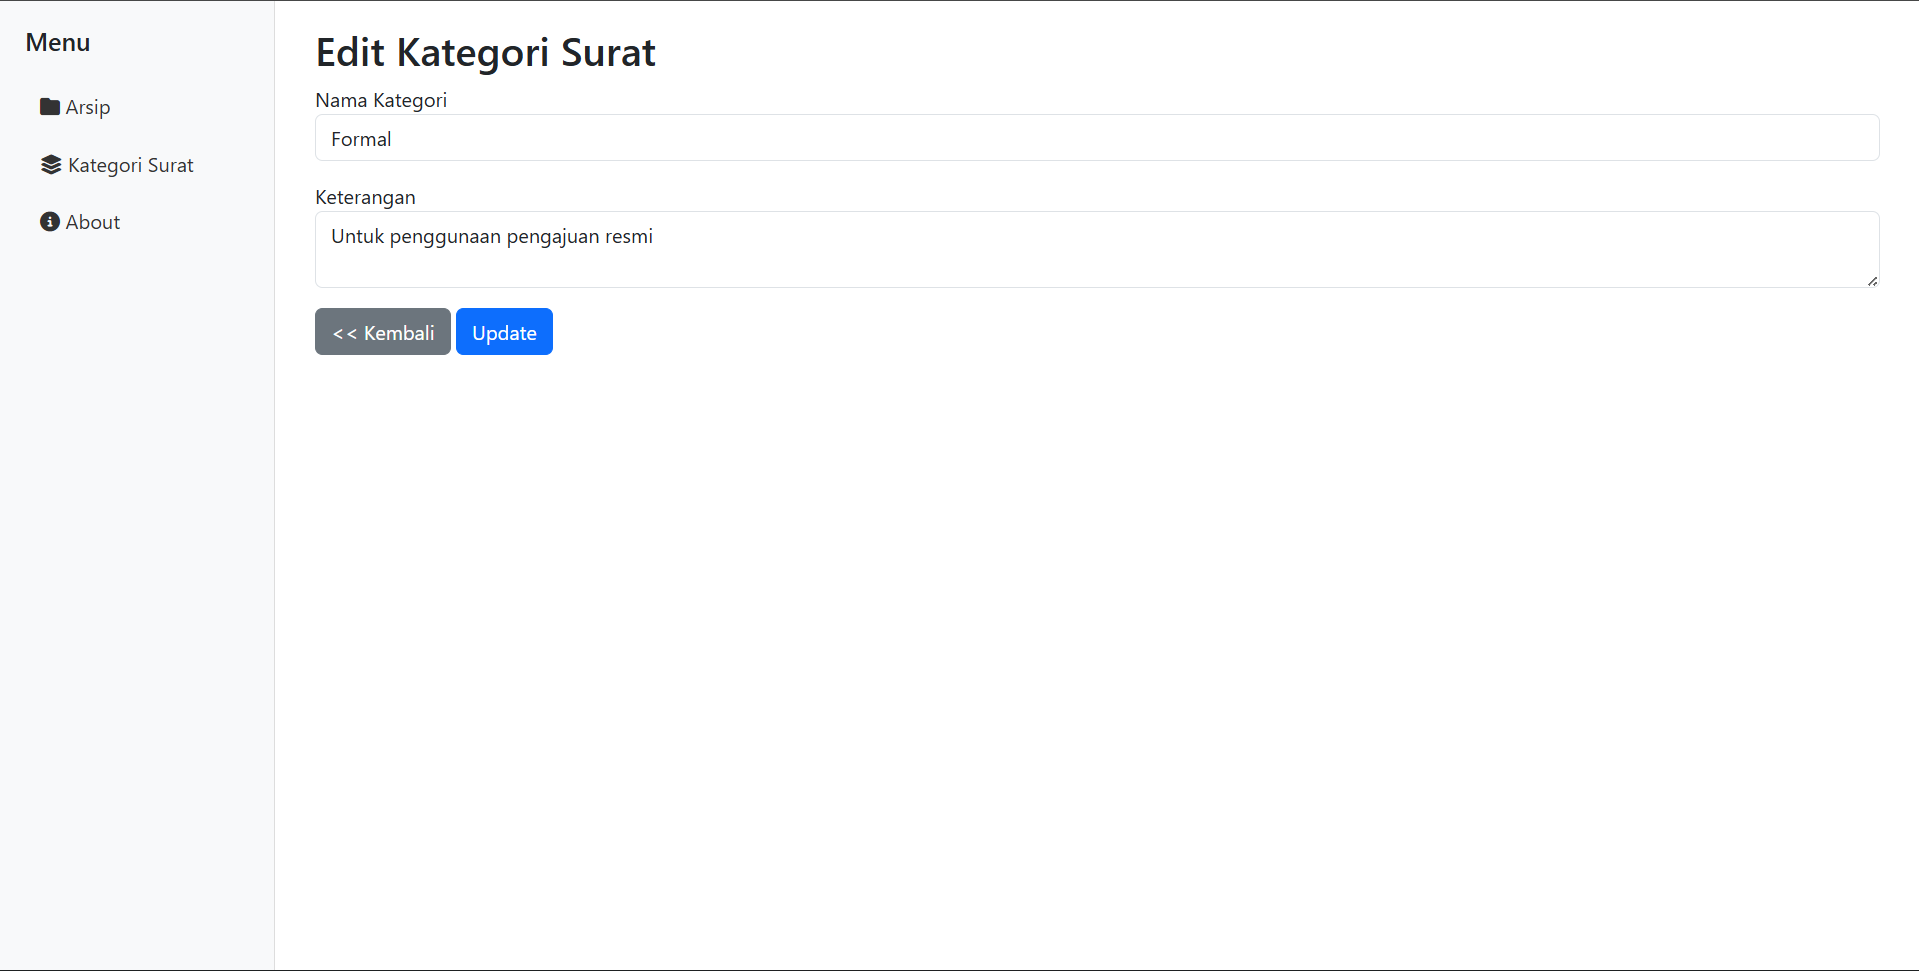 Menu
Arsip
Kategori Surat
About
Edit Kategori Surat
Nama Kategori
Formal
Keterangan
Untuk penggunaan pengajuan resmi
<< Kembali
Update